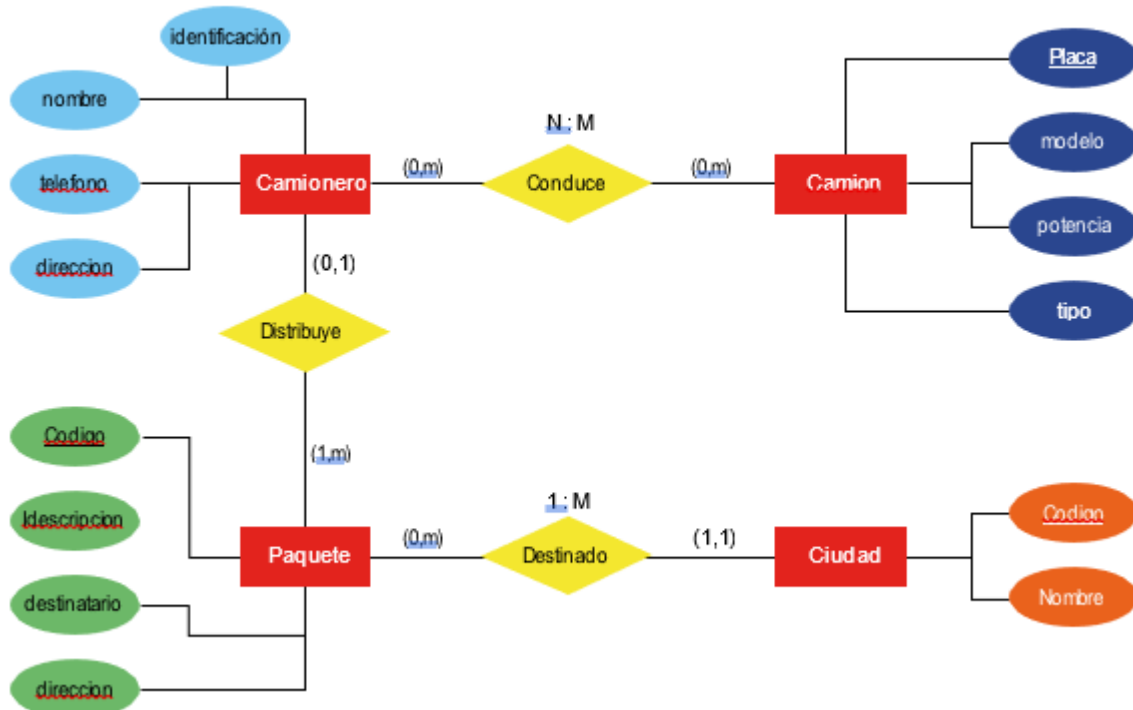 identificación
nombre
telefono
direccion
Camionero
(0,m)
N : M
Conduce
(0,m)
Camion
Placa
modelo
potencia
tipo
(0,1)
Distribuye
(1,m)
Codigo
Idescripcion
destinatario
direccion
Paquete
(0,m)
1 : M
Destinado
(1,1)
Ciudad
Codigo
Nombre